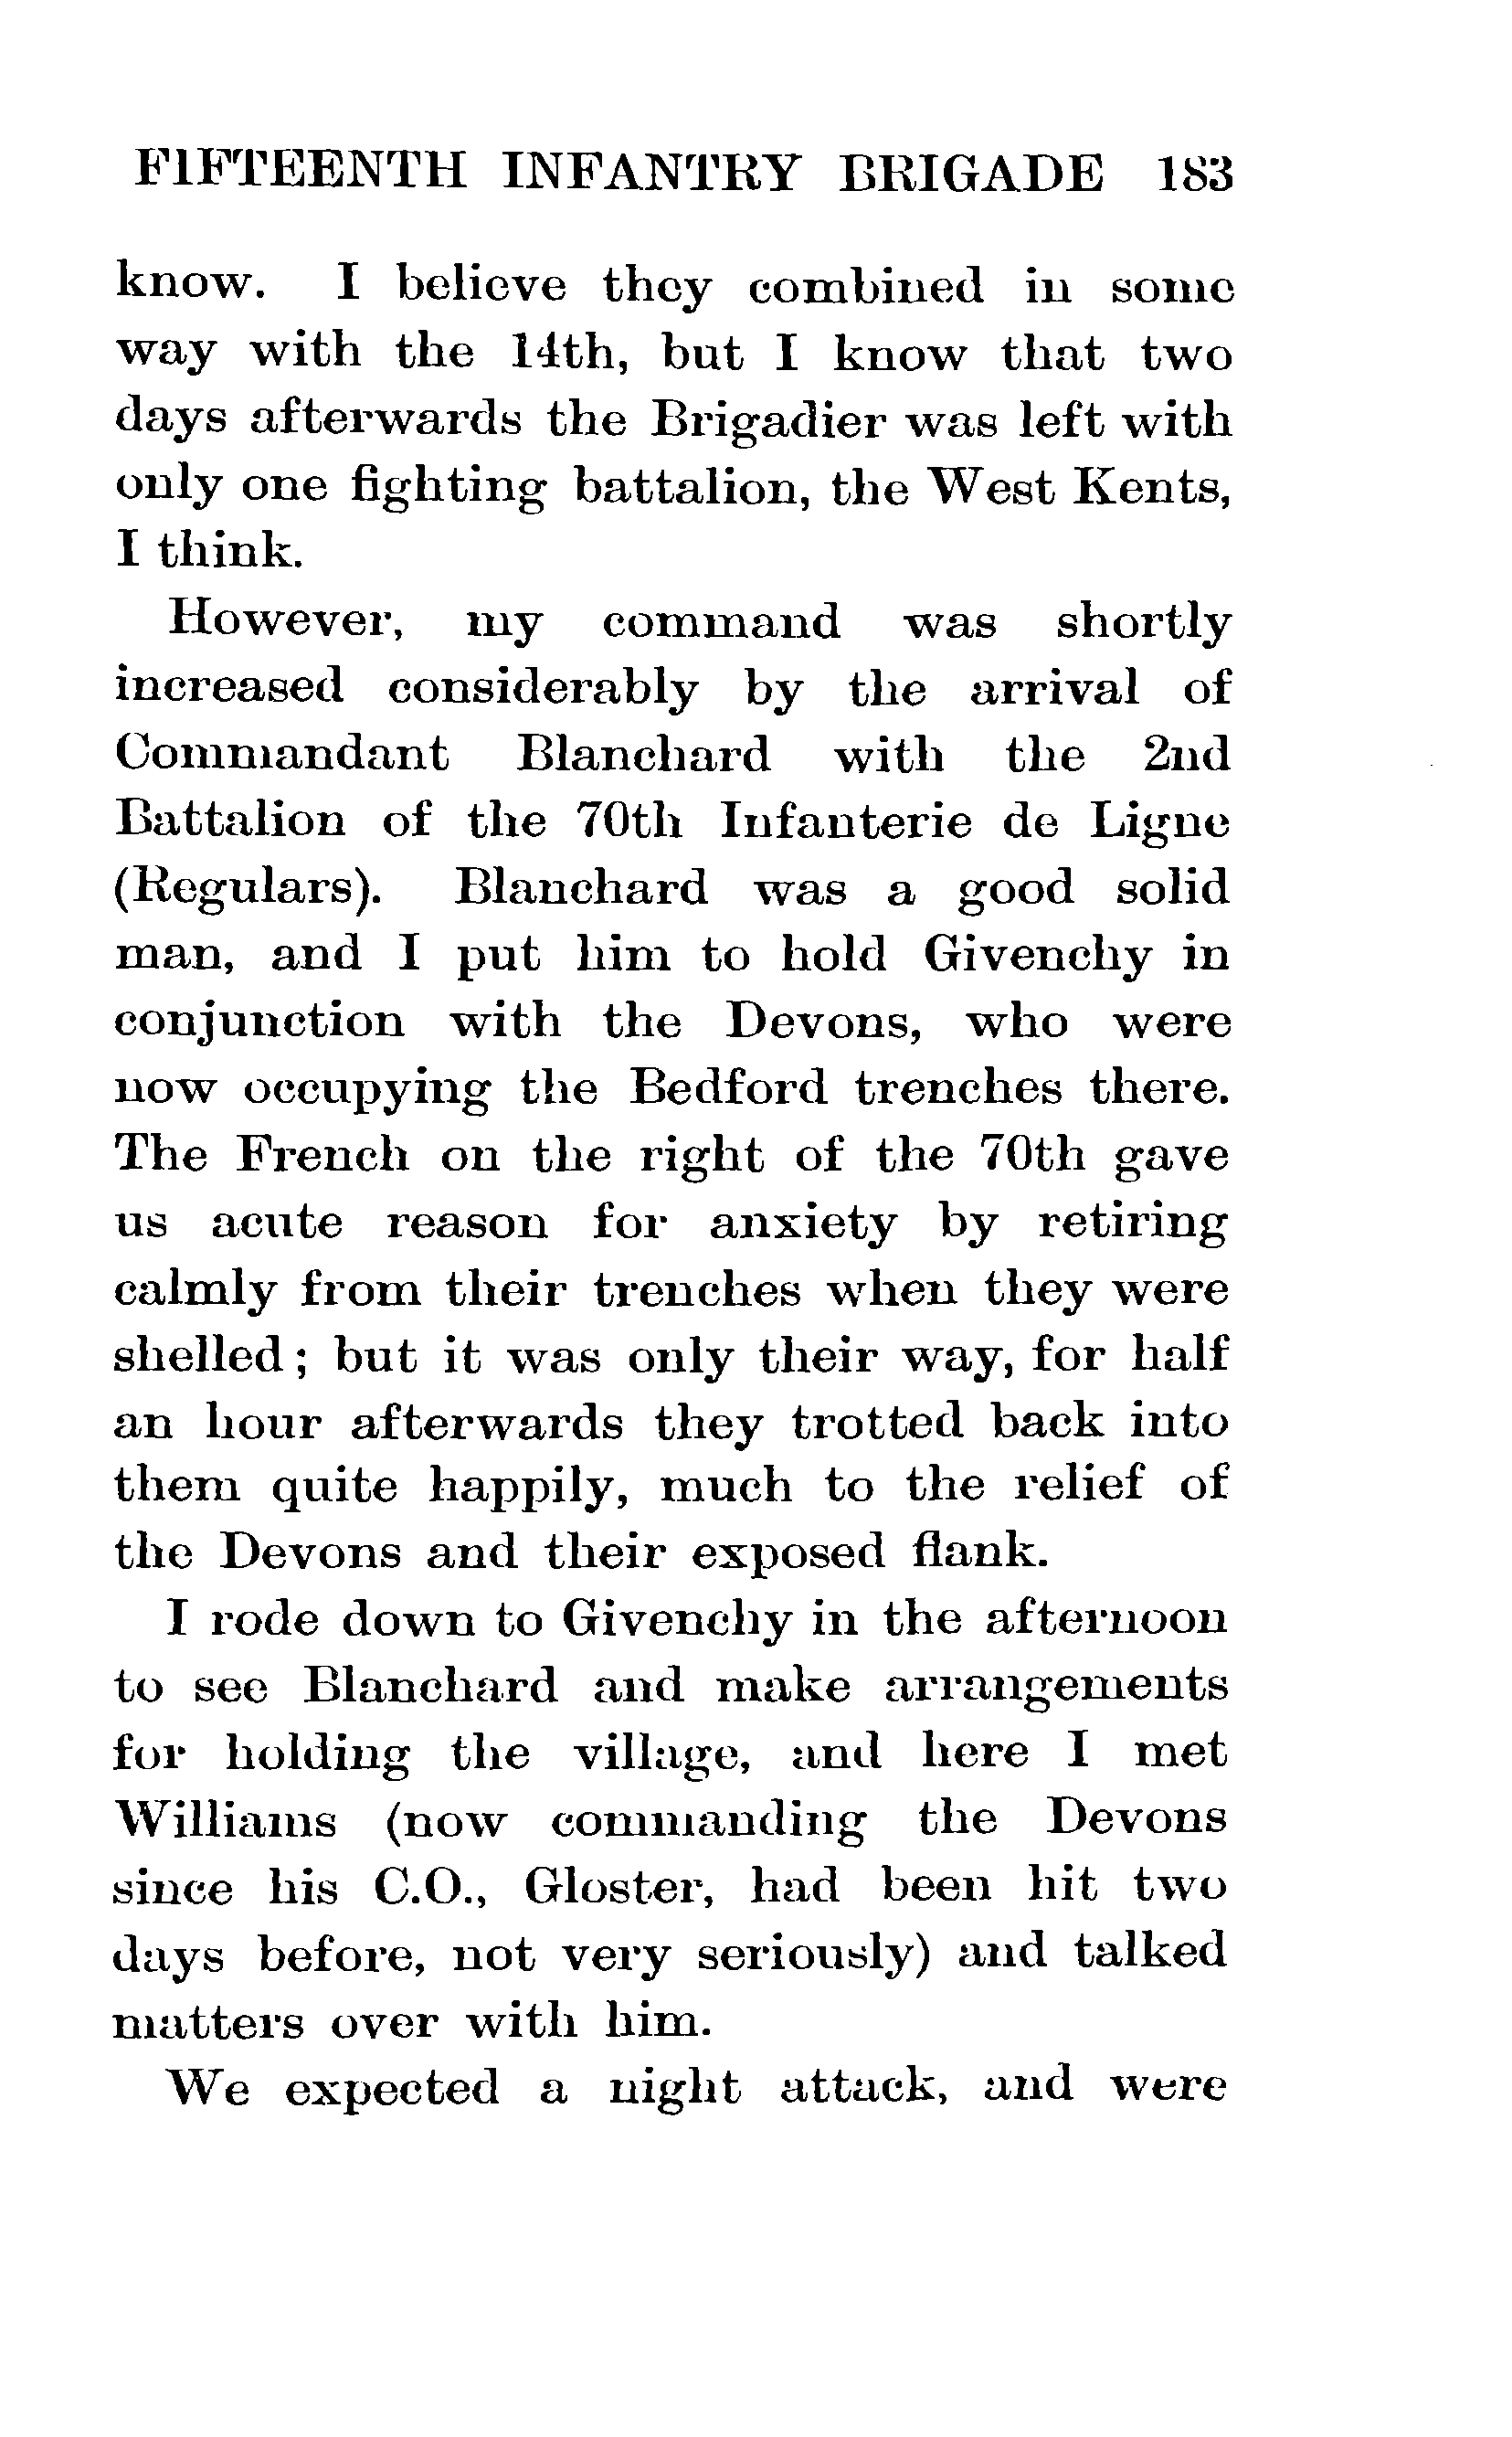 FIFTEENTH INFANTRY BRIGADE 183
know. I believe they combined in some
way with the 14th, but I know that two
days afterwards the Brigadier was left with
only one fighting battalion, the West Kents,
I think.
However, my command was shortly
increased considerably by the arrival of
Commandant Blanchard with the 2nd
Battalion of the 70th Infanterie de Ligne
(Regulars). Blanchard was a good solid
man, and I put him to hold Givenchy in
conjunction with the Devons, who were
now occupying the Bedford trenches there.
The French on the right of the 70th gave
us acute reason for anxiety by retiring
calmly from their trenches when they were
shelled; but it was only their way, for half
an hour afterwards they trotted back into
them quite happily, much to the relief of
the Devons and their exposed flank.
I rode down to Givenchy in the afternoon
to see Blanchard and make arrangements
for holding the village, and here I met
Williams (now commanding the Devons
since his C.O., Gloster, had been hit two
days before, not very seriously) and talked
matters over with him.
We expected a night attack, and were